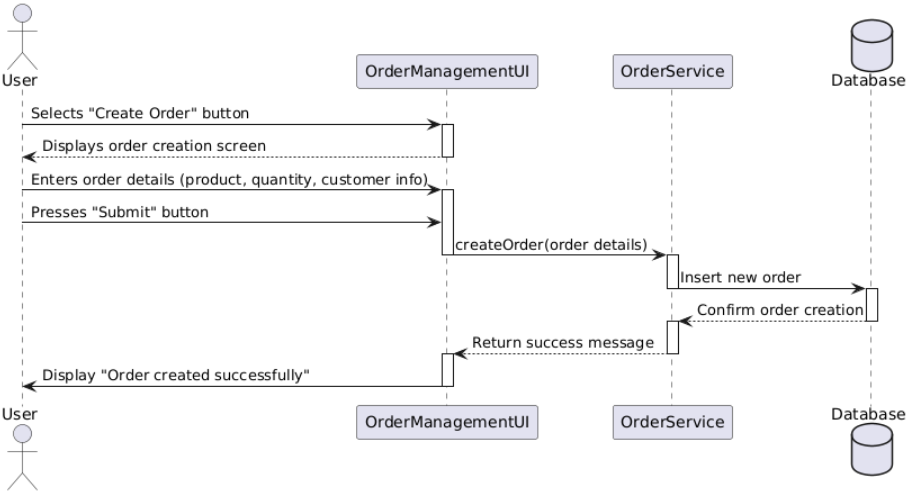 User
OrderManagementUI
OrderService
Database
Selects "Create Order" button
Displays order creation screen
Enters order details (product, quantity, customer info)
Presses "Submit" button
createOrder(order details)
Insert new order
Confirm order creation
Return success message
Display "Order created successfully"
User
OrderManagementUI
OrderService
Database